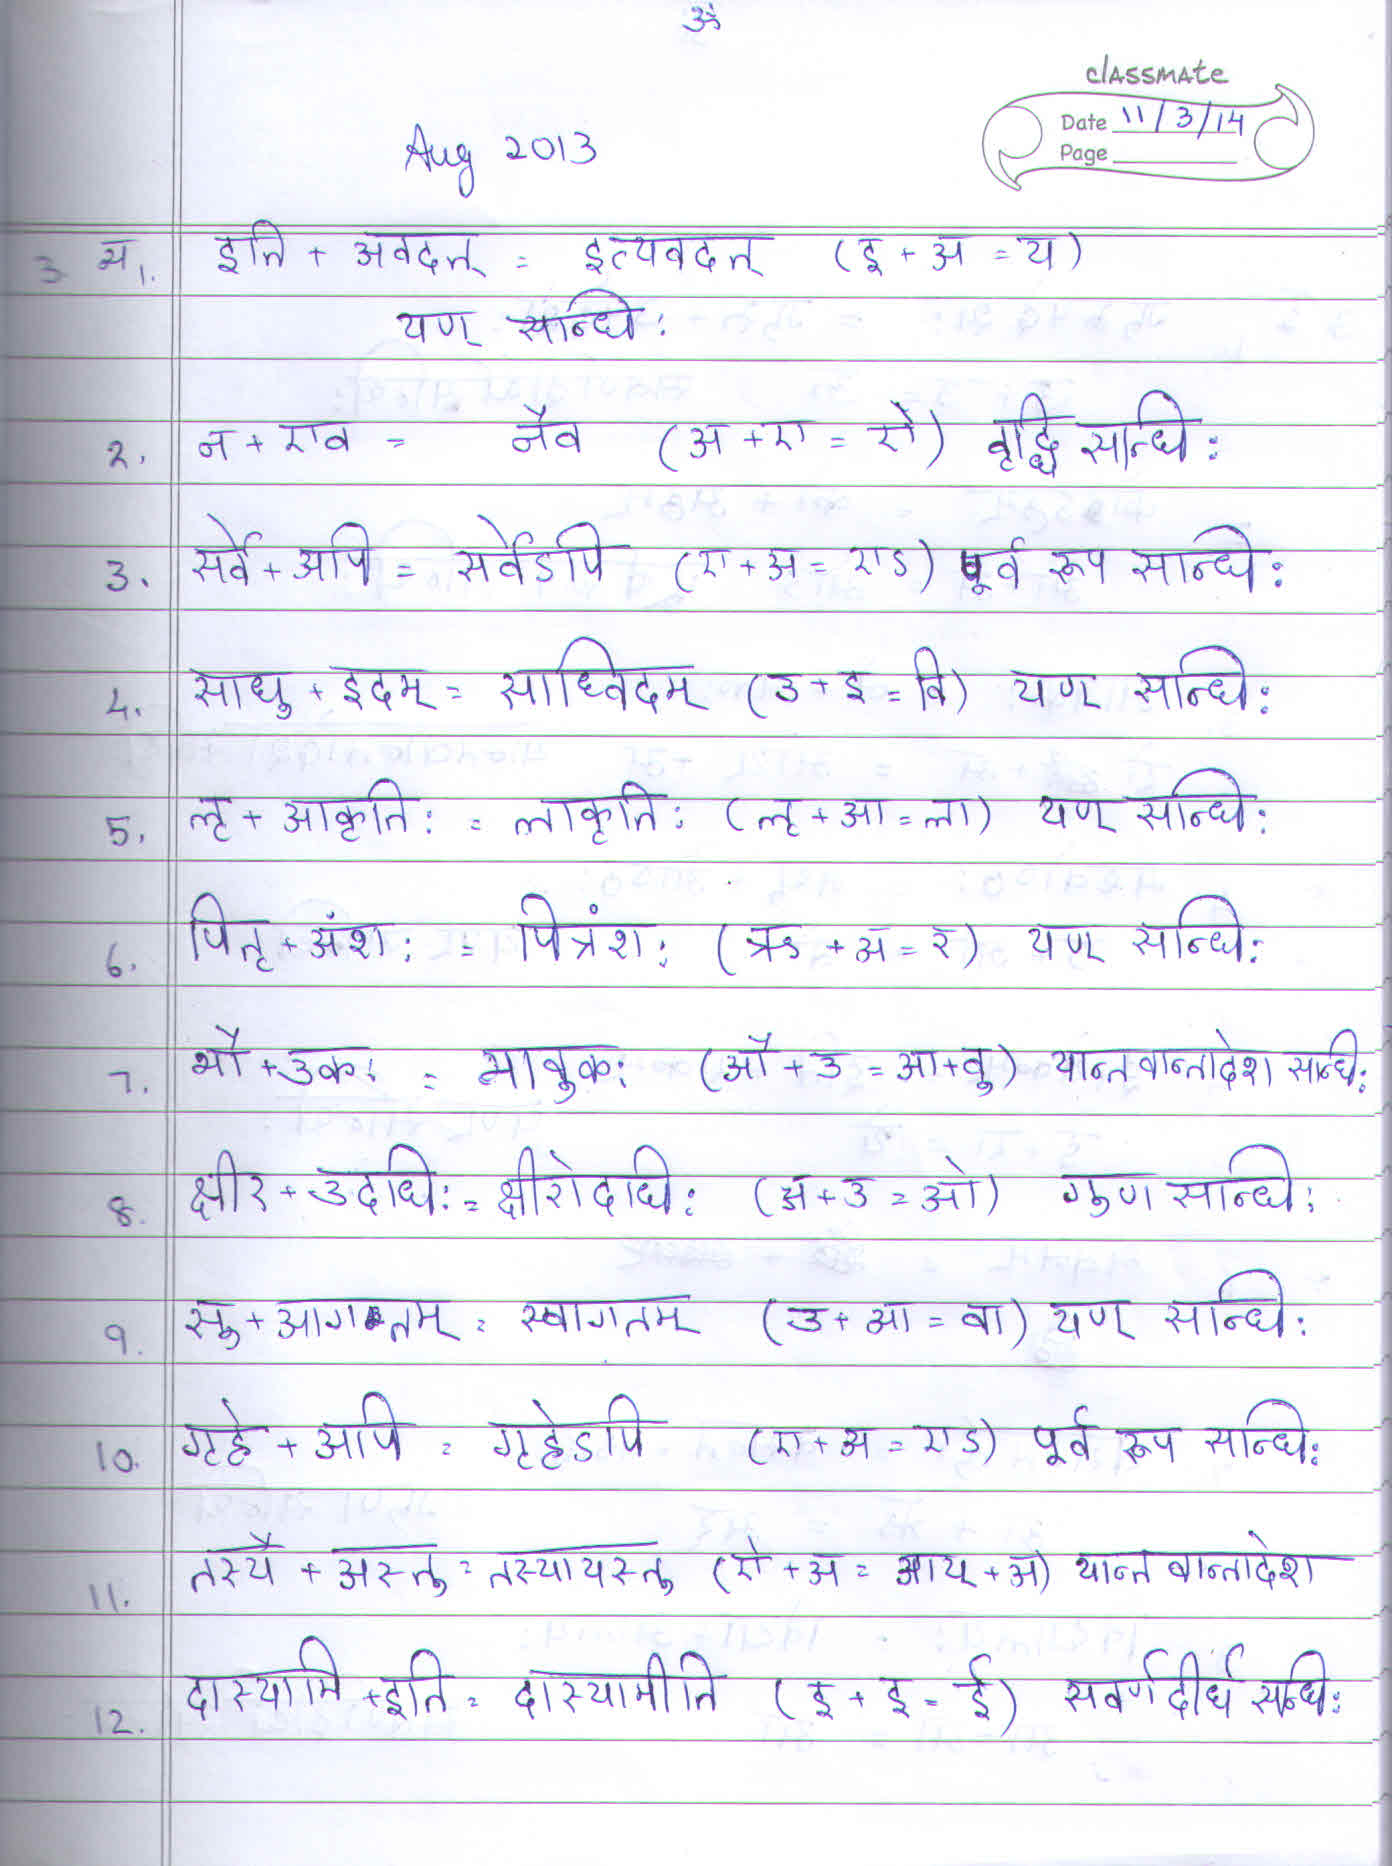 ॐ
classmate
Date 11/3/14
Page
Aug 2013
3 अ 1. इति + अवदत् = इत्यवदत् (इ + अ = य)
यण् सन्धि:
2. न + एव = नैव (अ + ए = ऐ) वृद्धि सन्धि:
3. सर्वे + अपि = सर्वेऽपि (ए + अ = एऽ) पूर्व रूप सन्धि:
4. साधु + इदम् = साध्विदम् (उ + इ = वि) यण् सन्धि:
5. लृ + आकृति: = लाकृति: (लृ + आ = ला) यण् सन्धि:
6. पितृ + अंश: = पित्रंश: (ऋ + अ = र) यण् सन्धि:
7. भौ + उक: = भावुक: (औ + उ = आ + वु) यान्तवान्तादेश सन्धि:
8. क्षीर + उदधि: = क्षीरोदधि: (अ + उ = ओ) गुण सन्धि:
9. सु + आगतम् = स्वागतम् (उ + आ = वा) यण् सन्धि:
10. गृहे + अपि = गृहेऽपि (ए + अ = एऽ) पूर्व रूप सन्धि:
11. तस्यै + अस्तु = तस्यायस्तु (ऐ + अ = आय् + अ) यान्त वान्तादेश
12. दास्यामि + इति = दास्यामीति (इ + इ = ई) सवर्णदीर्घ सन्धि: